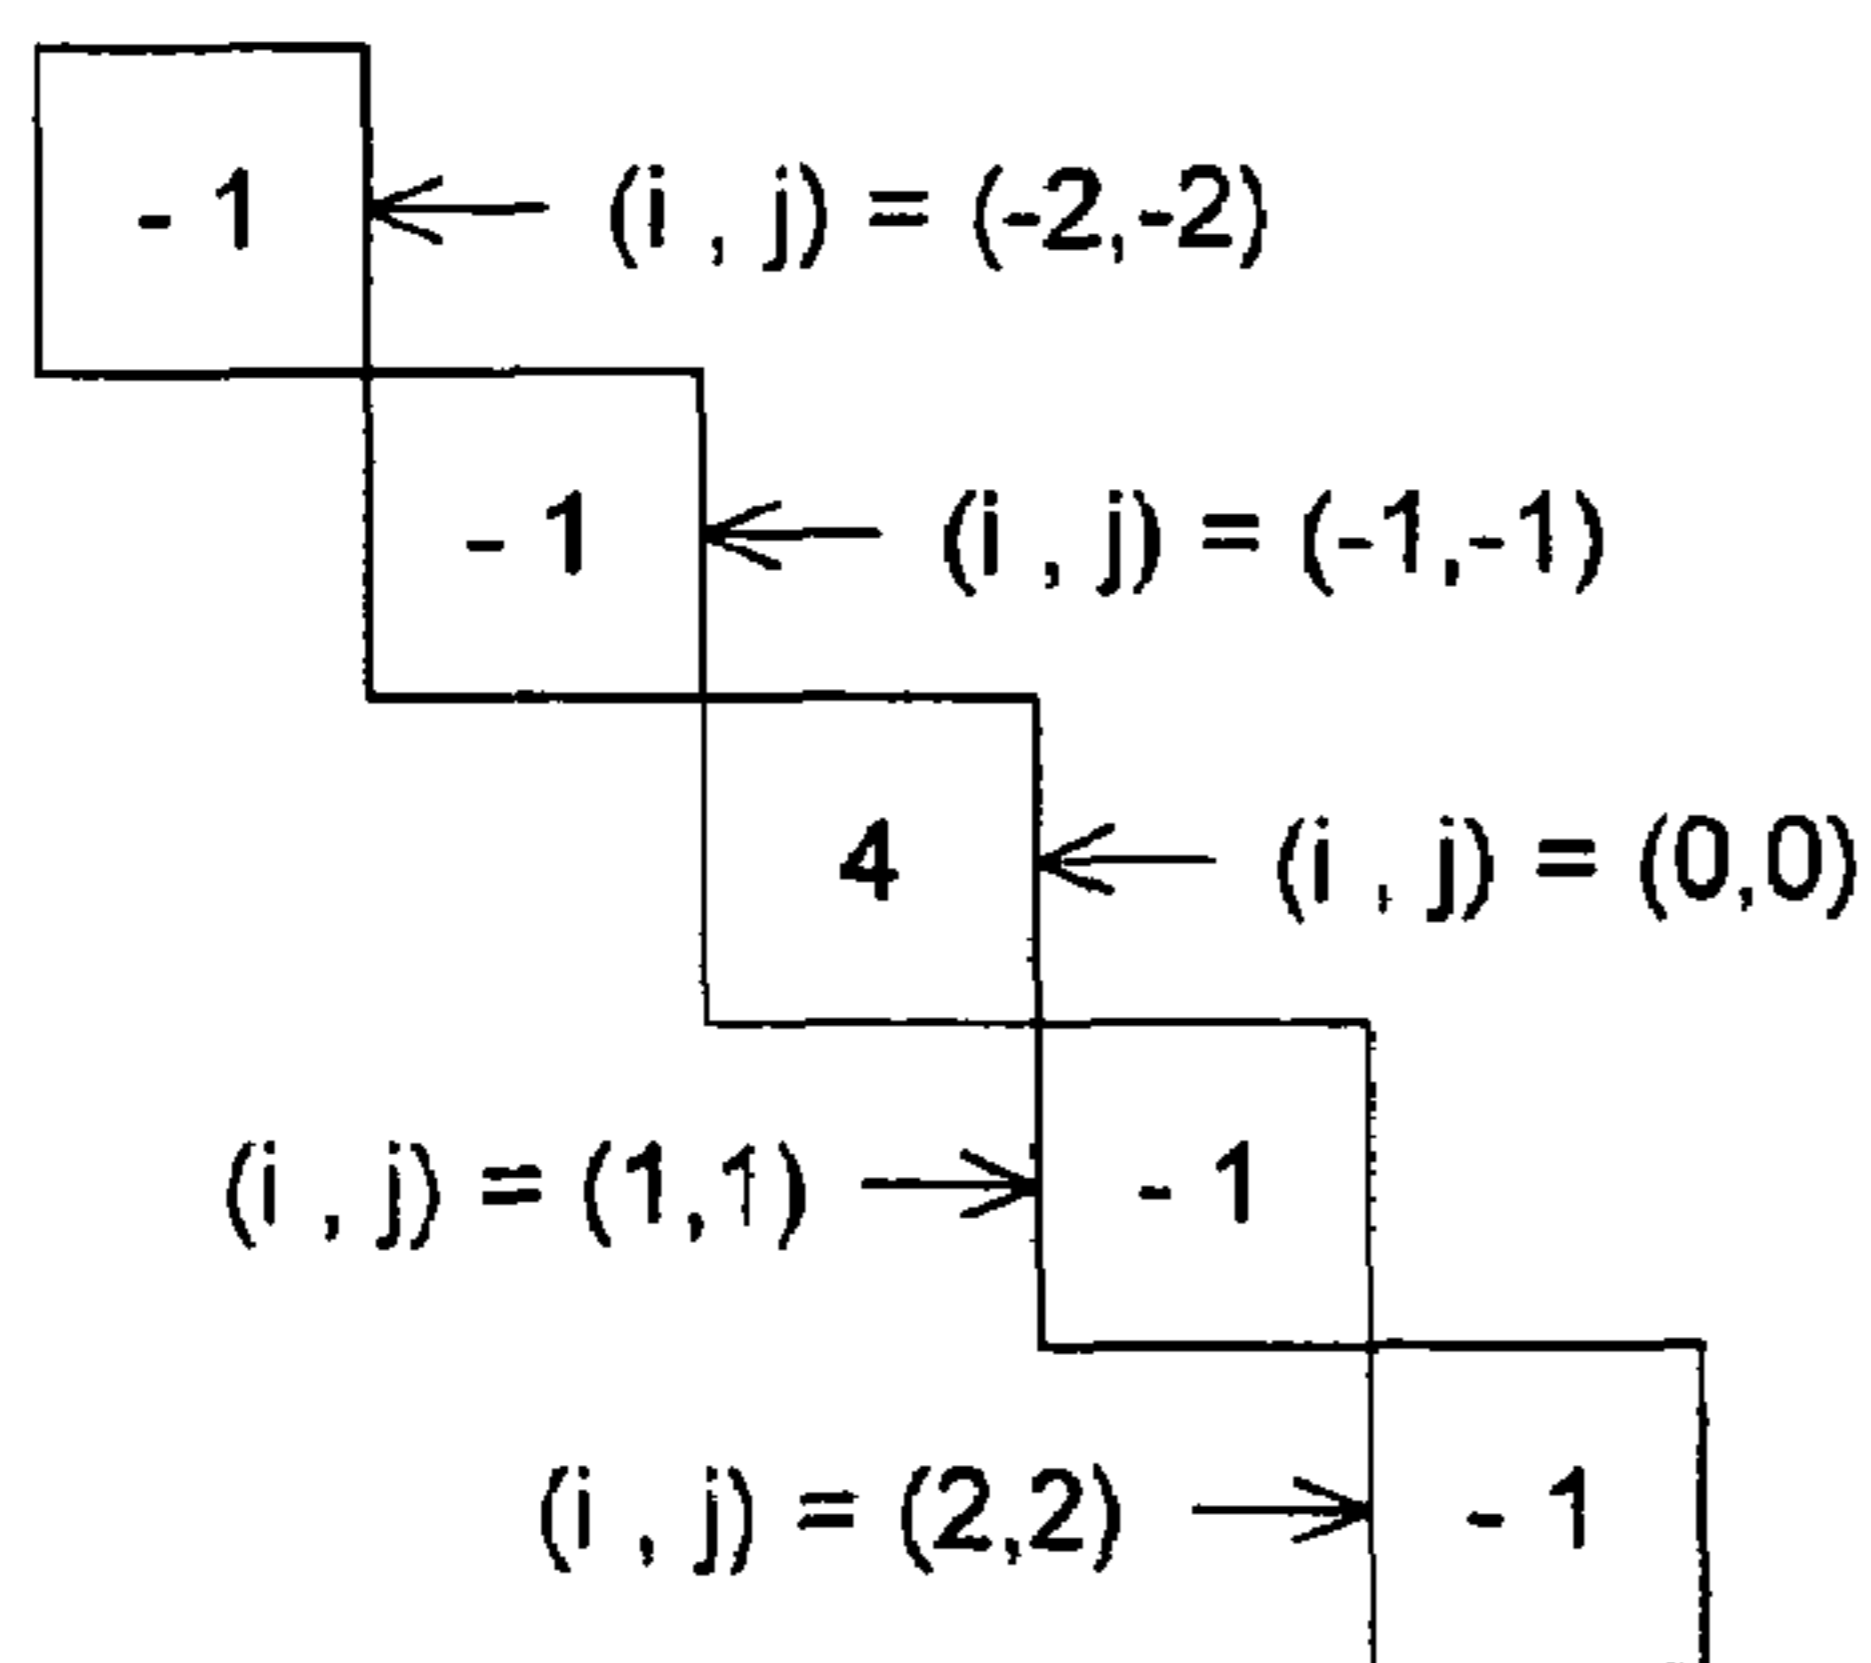 - 1 (i , j) = (-2,-2)
- 1 (i , j) = (-1,-1)
4 (i , j) = (0,0)
(i , j) = (1,1) - 1
(i , j) = (2,2) - 1